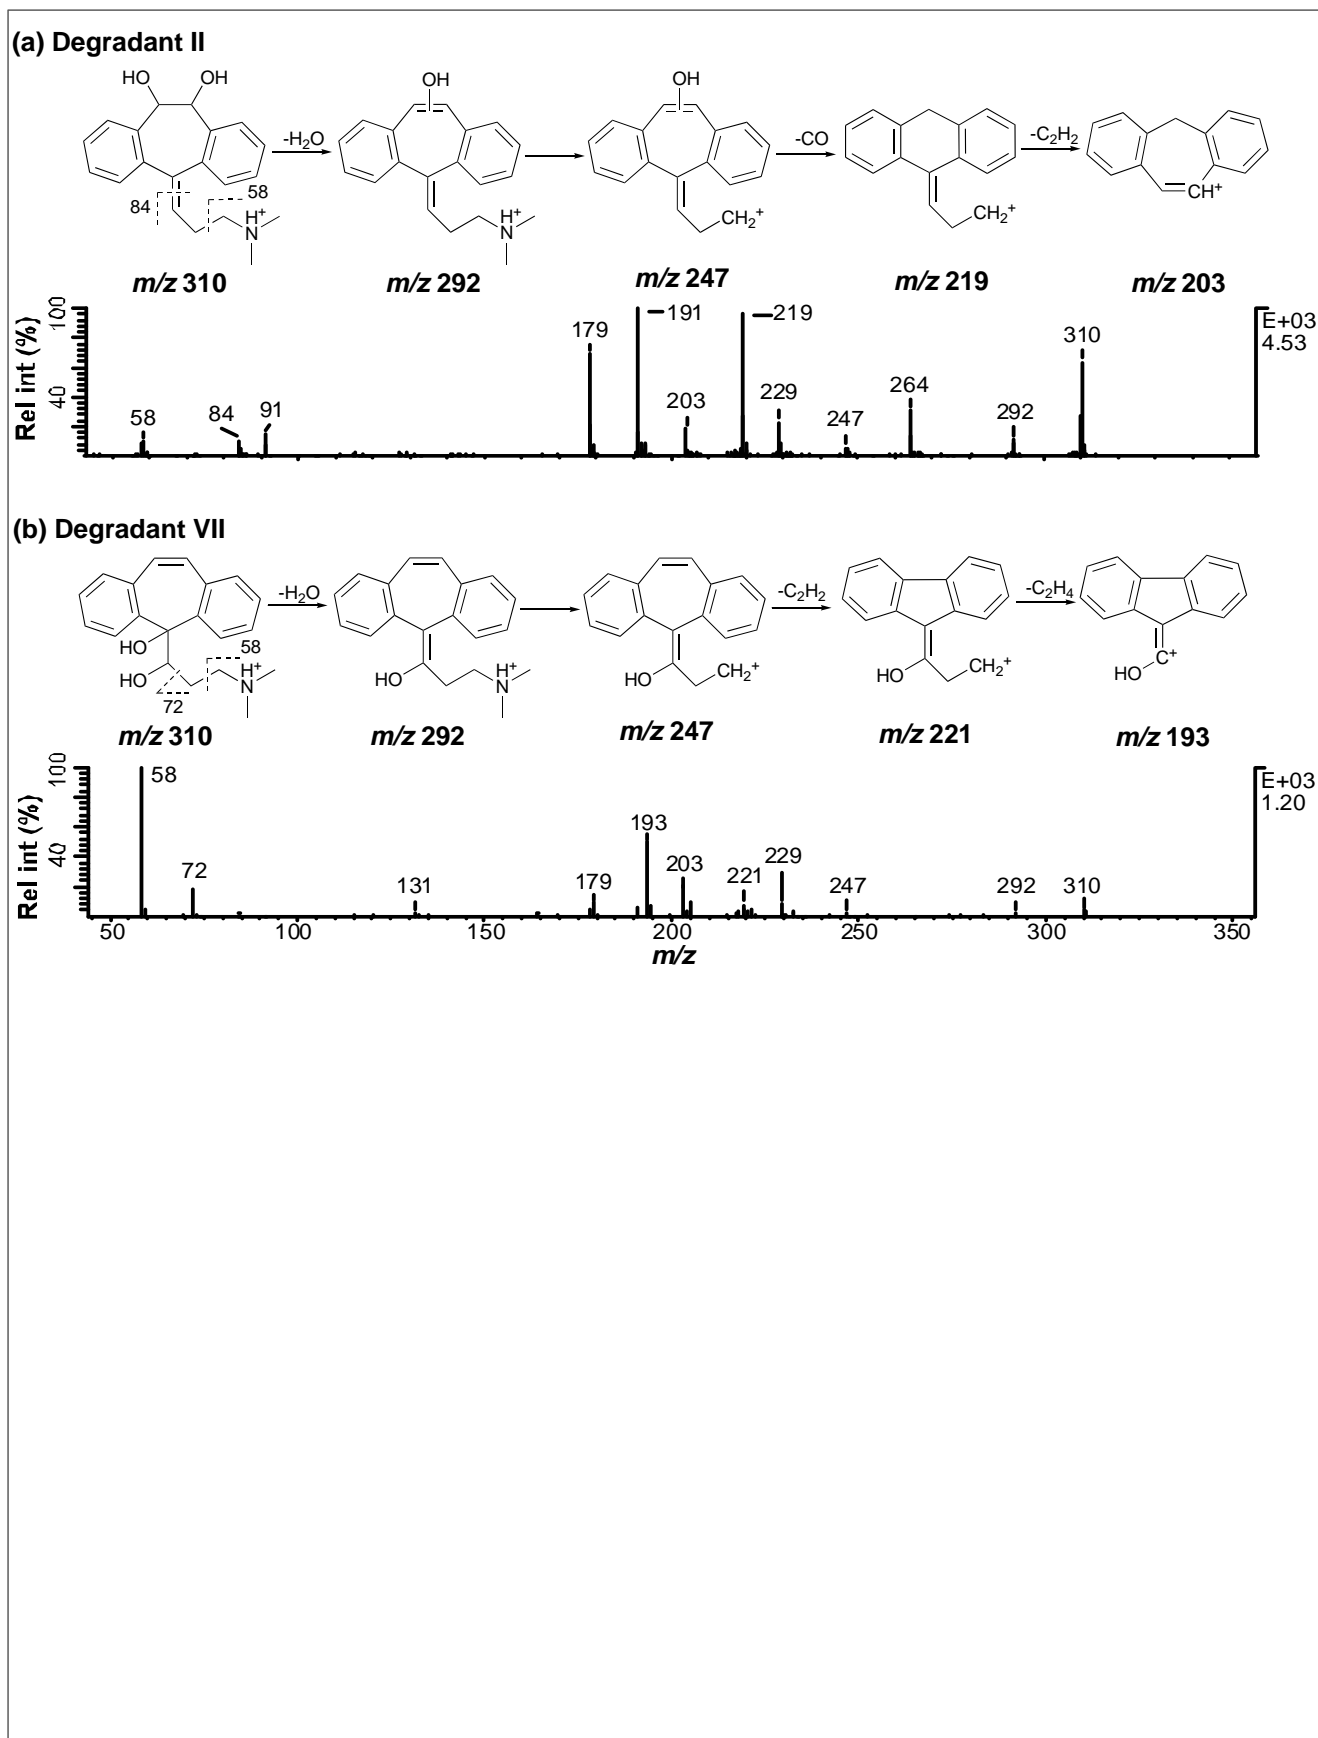 (a) Degradant II
HO OH OH OH
-H2O -CO -C2H2
84 58 H+ N H+ N CH2+ CH2+ CH+
m/z 310 m/z 292 m/z 247 m/z 219 m/z 203
Rel int (%)
100
40
58 84 91 179 191 203 219 229 247 264 292 310
E+03
4.53
(b) Degradant VII
-H2O -C2H2 -C2H4
HO 58 H+ H+ CH2+ CH2+ C+
HO N HO N HO HO HO
72
m/z 310 m/z 292 m/z 247 m/z 221 m/z 193
Rel int (%)
100
40
58 72 131 179 193 203 221 229 247 292 310
E+03
1.20
50 100 150 200 250 300 350
m/z